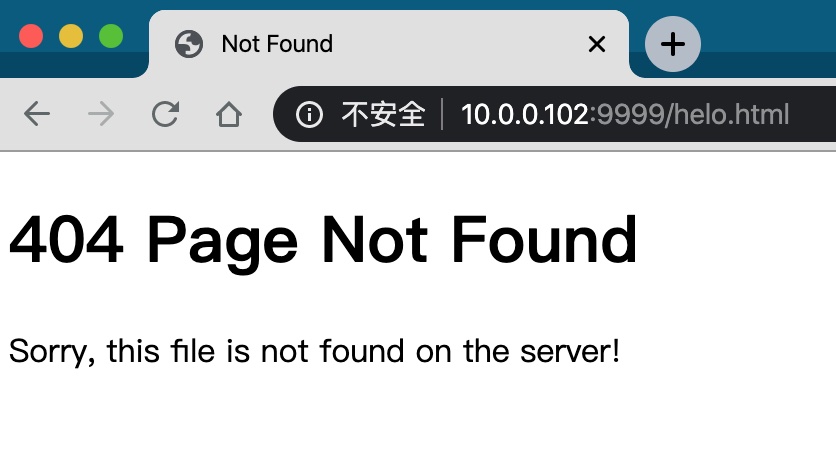 Not Found
不安全 10.0.0.102:9999/helo.html
404 Page Not Found
Sorry, this file is not found on the server!